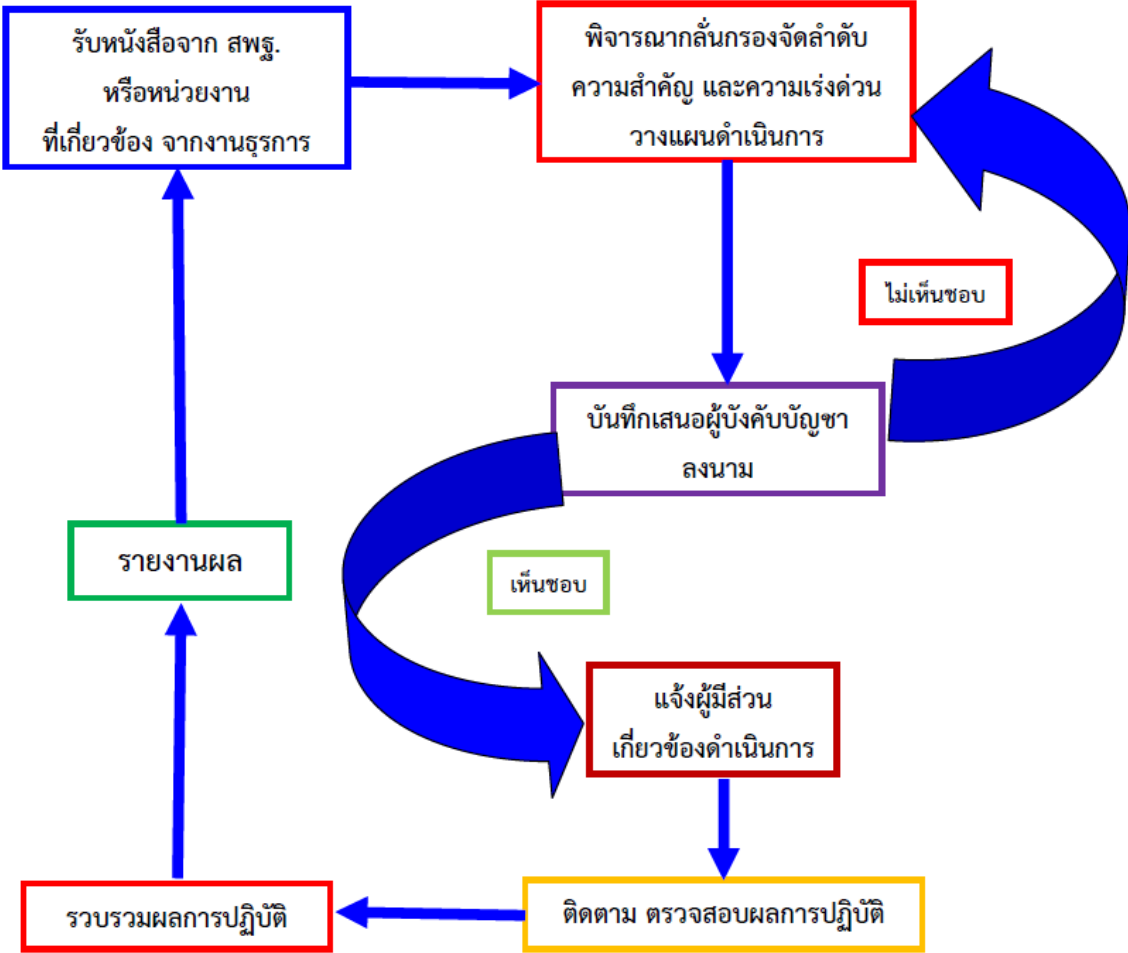 รับหนังสือจาก สพฐ.
หรือหน่วยงาน
ที่เกี่ยวข้อง จากงานธุรการ
พิจารณากลั่นกรองจัดลำดับ
ความสำคัญ และความเร่งด่วน
วางแผนดำเนินการ
ไม่เห็นชอบ
บันทึกเสนอผู้บังคับบัญชา
ลงนาม
เห็นชอบ
แจ้งผู้มีส่วน
เกี่ยวข้องดำเนินการ
ติดตาม ตรวจสอบผลการปฏิบัติ
รวบรวมผลการปฏิบัติ
รายงานผล